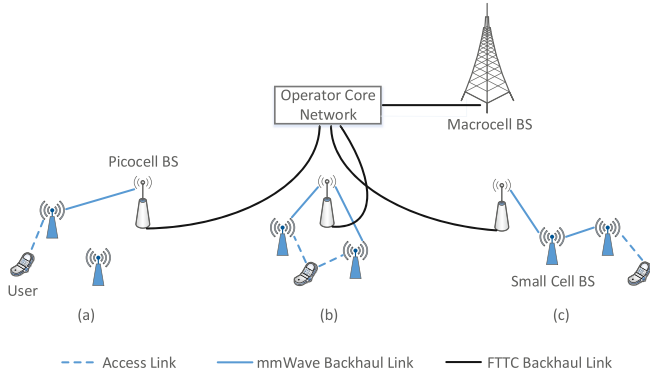 Operator Core
Network
Macrocell BS
Picocell BS
User
Small Cell BS
(a)
(b)
(c)
Access Link
mmWave Backhaul Link
FTTC Backhaul Link